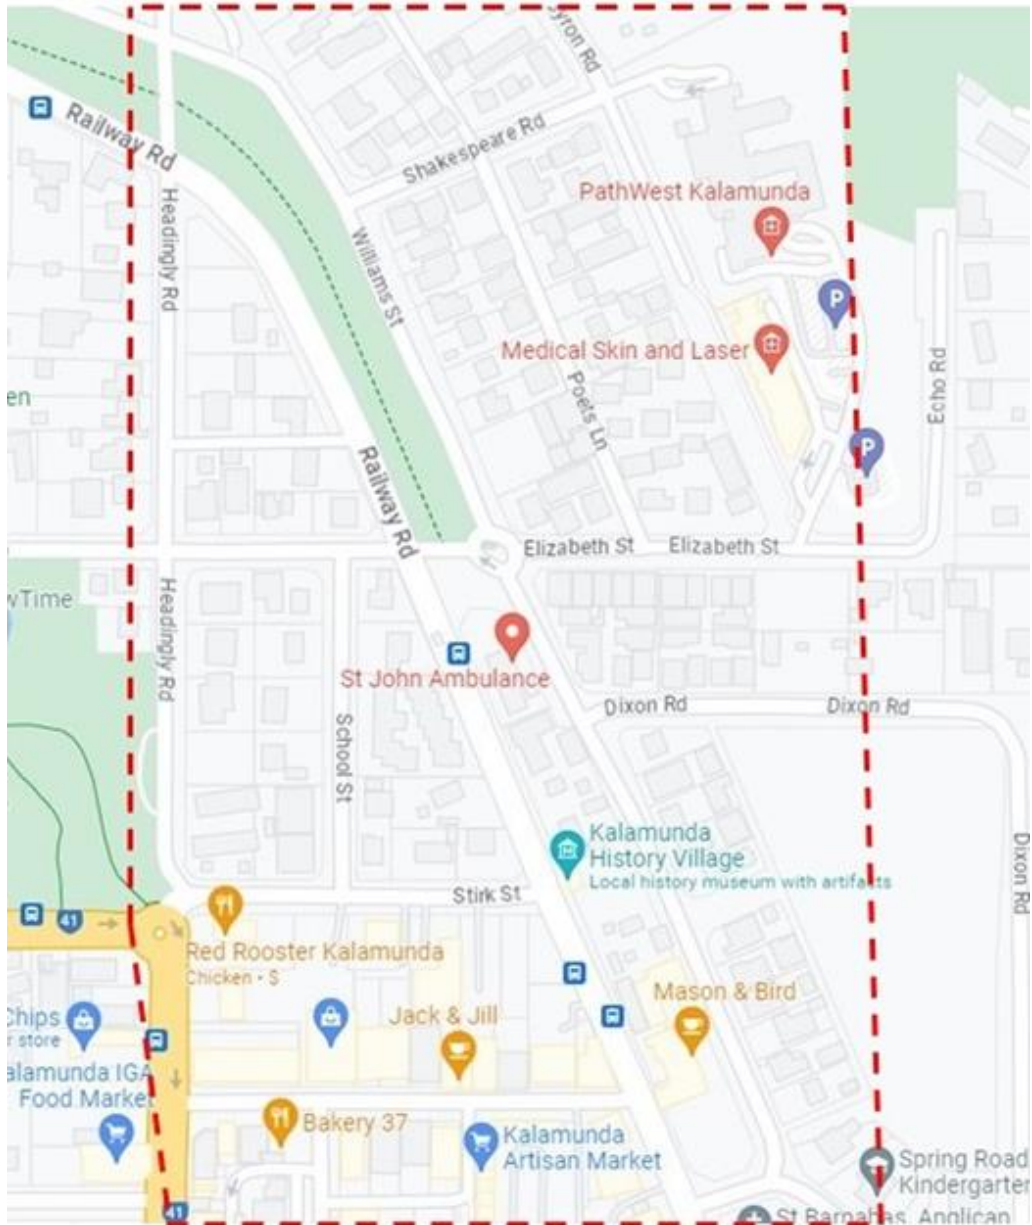 Byron Rd
Railway Rd
Shakespeare Rd
PathWest Kalamunda
Headingly Rd
Williams St
P
Medical Skin and Laser
Echo Rd
Poels Ln
en
P
Railway Rd
Elizabeth St
Elizabeth St
wTime
Headingly Rd
St John Ambulance
Dixon Rd
Dixon Rd
School St
Kalamunda
History Village
Local history museum with artifacts
Dixon Rd
Stirk St
41
Red Rooster Kalamunda
Chicken • $
Mason & Bird
Chips
r store
Jack & Jill
alamunda IGA
Food Market
Bakery 37
Kalamunda
Artisan Market
Spring Road
Kindergarten
41
St Barnabas Anglican